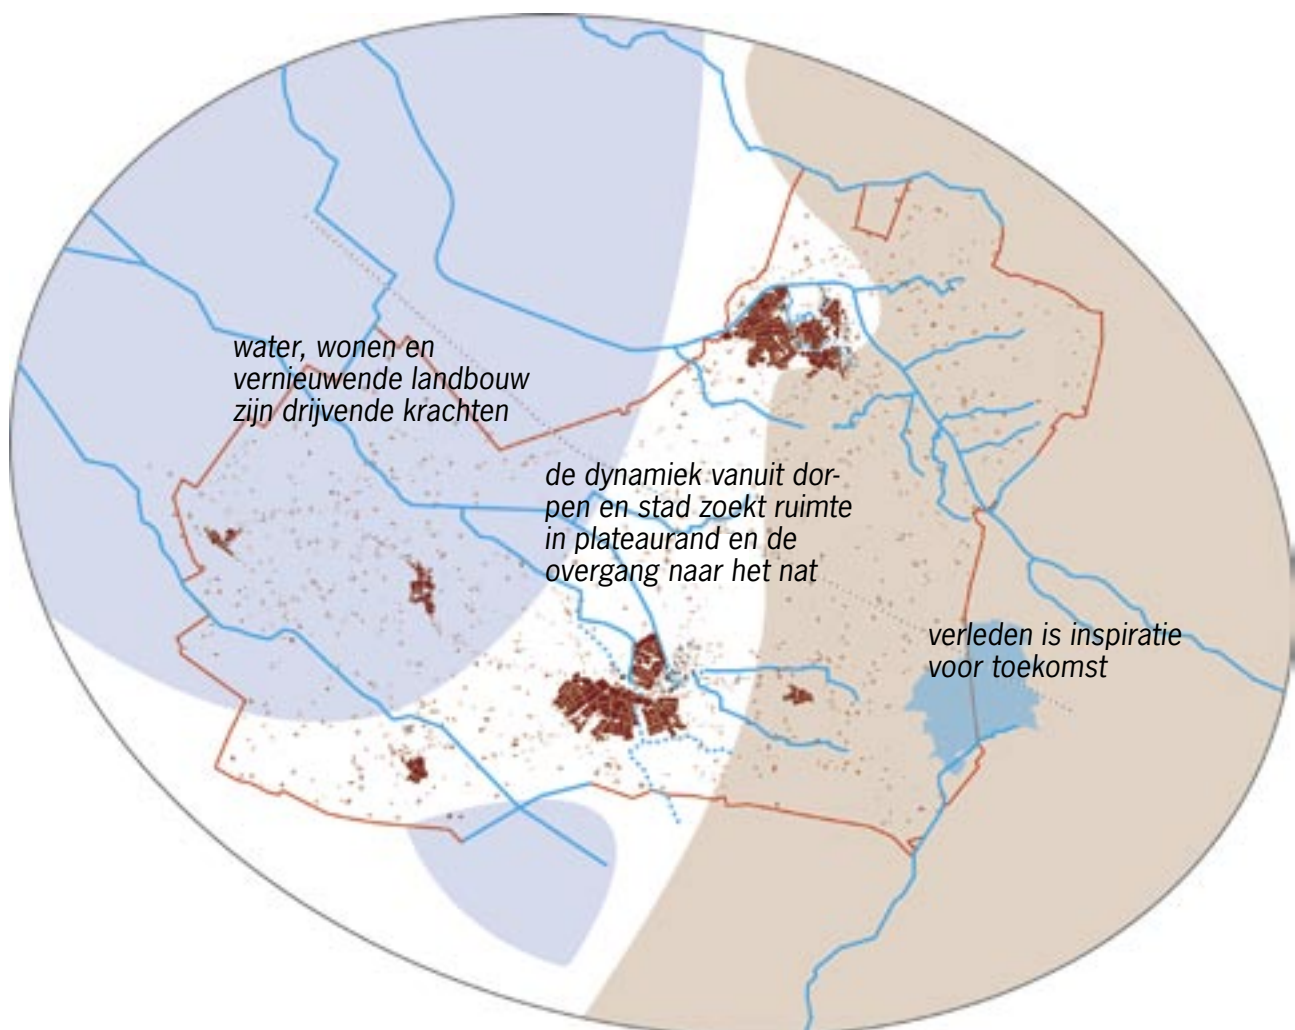 water, wonen en
vernieuwende landbouw
zijn drijvende krachten
de dynamiek vanuit dor-
pen en stad zoekt ruimte
in plateaurand en de
overgang naar het nat
verleden is inspiratie
voor toekomst